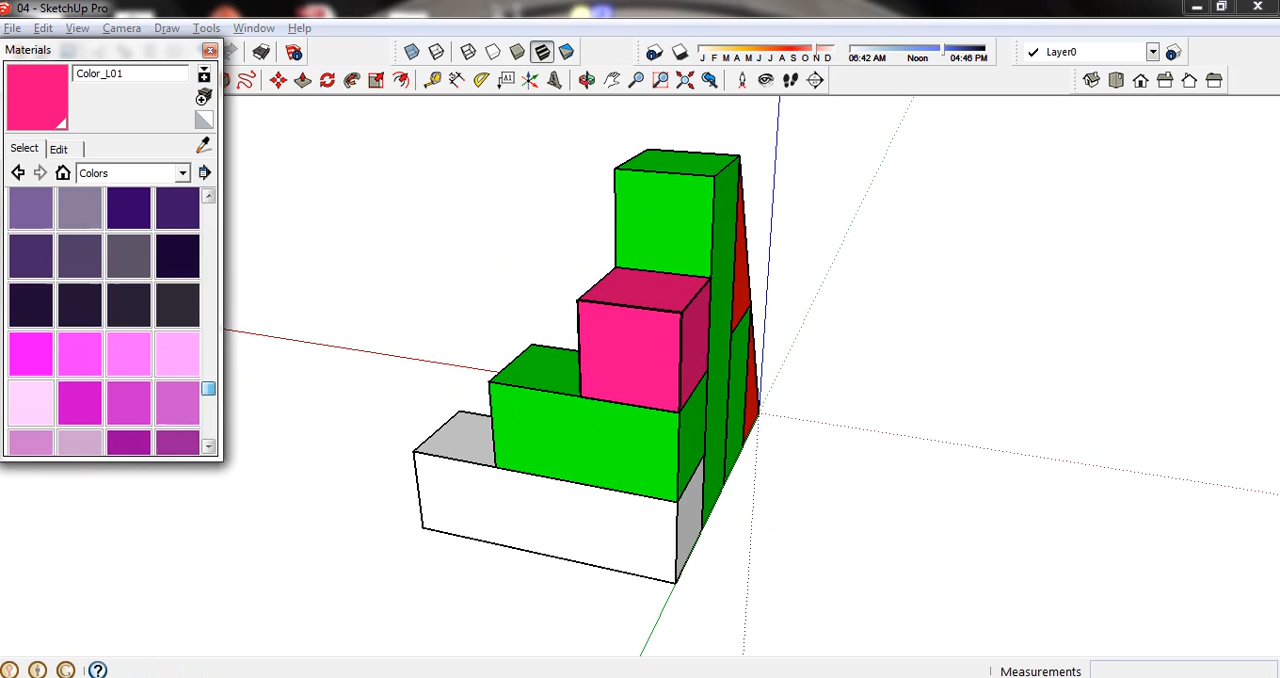 04 - SketchUp Pro
File Edit View Camera Draw Tools Window Help
Materials
Color_L01
Select Edit
Colors
J F M A M J J A S O N D
06:42 AM Noon 04:46 PM
Layer0
Measurements